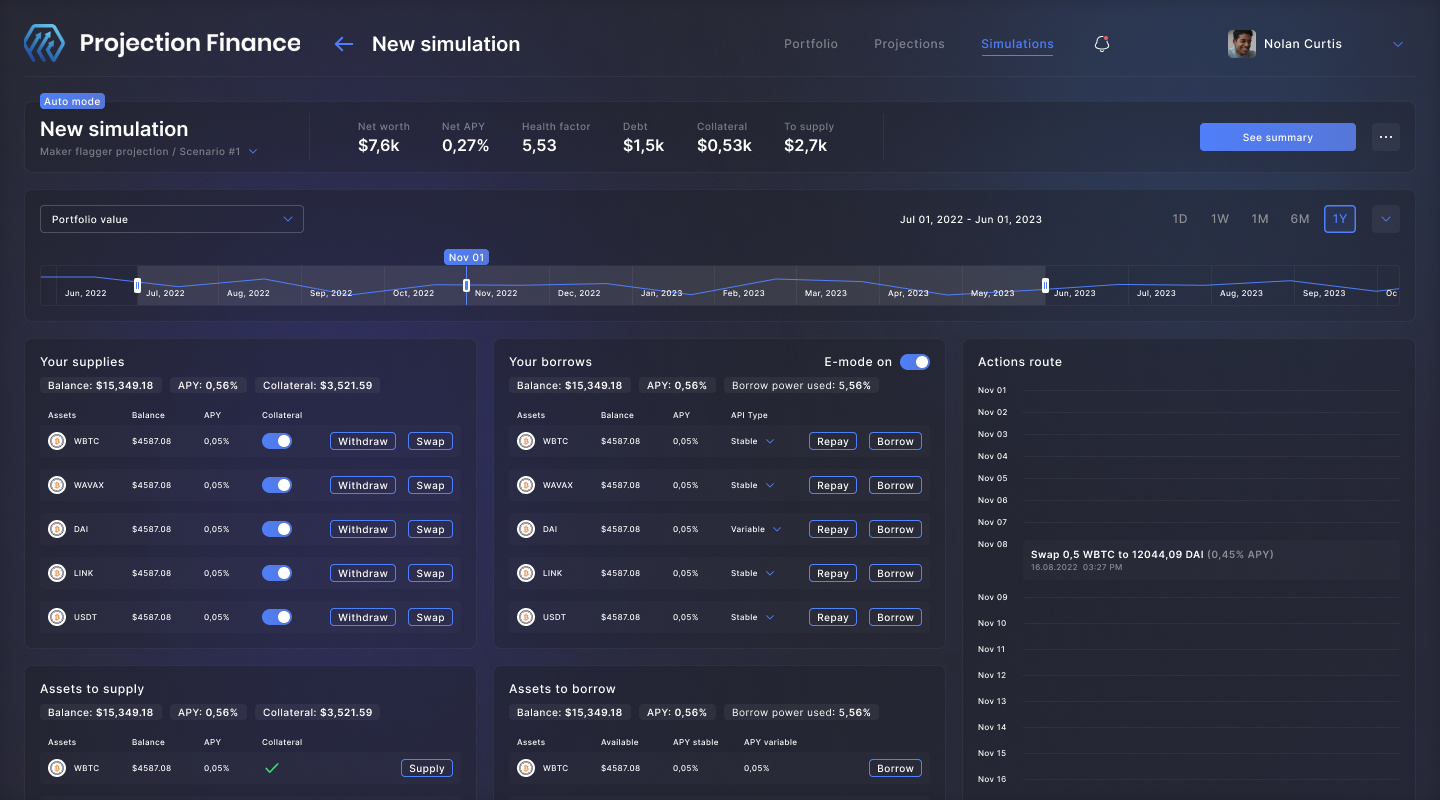 Projection Finance
New simulation
Portfolio Projections Simulations
Nolan Curtis
Auto mode
New simulation
Maker flagger projection / Scenario #1
Net worth Net APY Health factor Debt Collateral To supply
$7,6k 0,27% 5,53 $1,5k $0,53k $2,7k
See summary
Portfolio value
Jul 01, 2022 - Jun 01, 2023
1D 1W 1M 6M 1Y
Nov 01
Jun, 2022 Jul, 2022 Aug, 2022 Sep, 2022 Oct, 2022 Nov, 2022 Dec, 2022 Jan, 2023 Feb, 2023 Mar, 2023 Apr, 2023 May, 2023 Jun, 2023 Jul, 2023 Aug, 2023 Sep, 2023 Oc
Your supplies
Balance: $15,349.18 APY: 0,56% Collateral: $3,521.59
Assets Balance APY Collateral
WBTC $4587.08 0,05% Withdraw Swap
WAVAX $4587.08 0,05% Withdraw Swap
DAI $4587.08 0,05% Withdraw Swap
LINK $4587.08 0,05% Withdraw Swap
USDT $4587.08 0,05% Withdraw Swap
Your borrows E-mode on
Balance: $15,349.18 APY: 0,56% Borrow power used: 5,56%
Assets Balance APY API Type
WBTC $4587.08 0,05% Stable Repay Borrow
WAVAX $4587.08 0,05% Stable Repay Borrow
DAI $4587.08 0,05% Variable Repay Borrow
LINK $4587.08 0,05% Stable Repay Borrow
USDT $4587.08 0,05% Stable Repay Borrow
Actions route
Nov 01
Nov 02
Nov 03
Nov 04
Nov 05
Nov 06
Nov 07
Nov 08
Swap 0,5 WBTC to 12044,09 DAI (0,45% APY)
16.08.2022 03:27 PM
Nov 09
Nov 10
Nov 11
Nov 12
Nov 13
Nov 14
Nov 15
Nov 16
Assets to supply
Balance: $15,349.18 APY: 0,56% Collateral: $3,521.59
Assets Balance APY Collateral
WBTC $4587.08 0,05% Supply
Assets to borrow
Balance: $15,349.18 APY: 0,56% Borrow power used: 5,56%
Assets Available APY stable APY variable
WBTC $4587.08 0,05% 0,05% Borrow